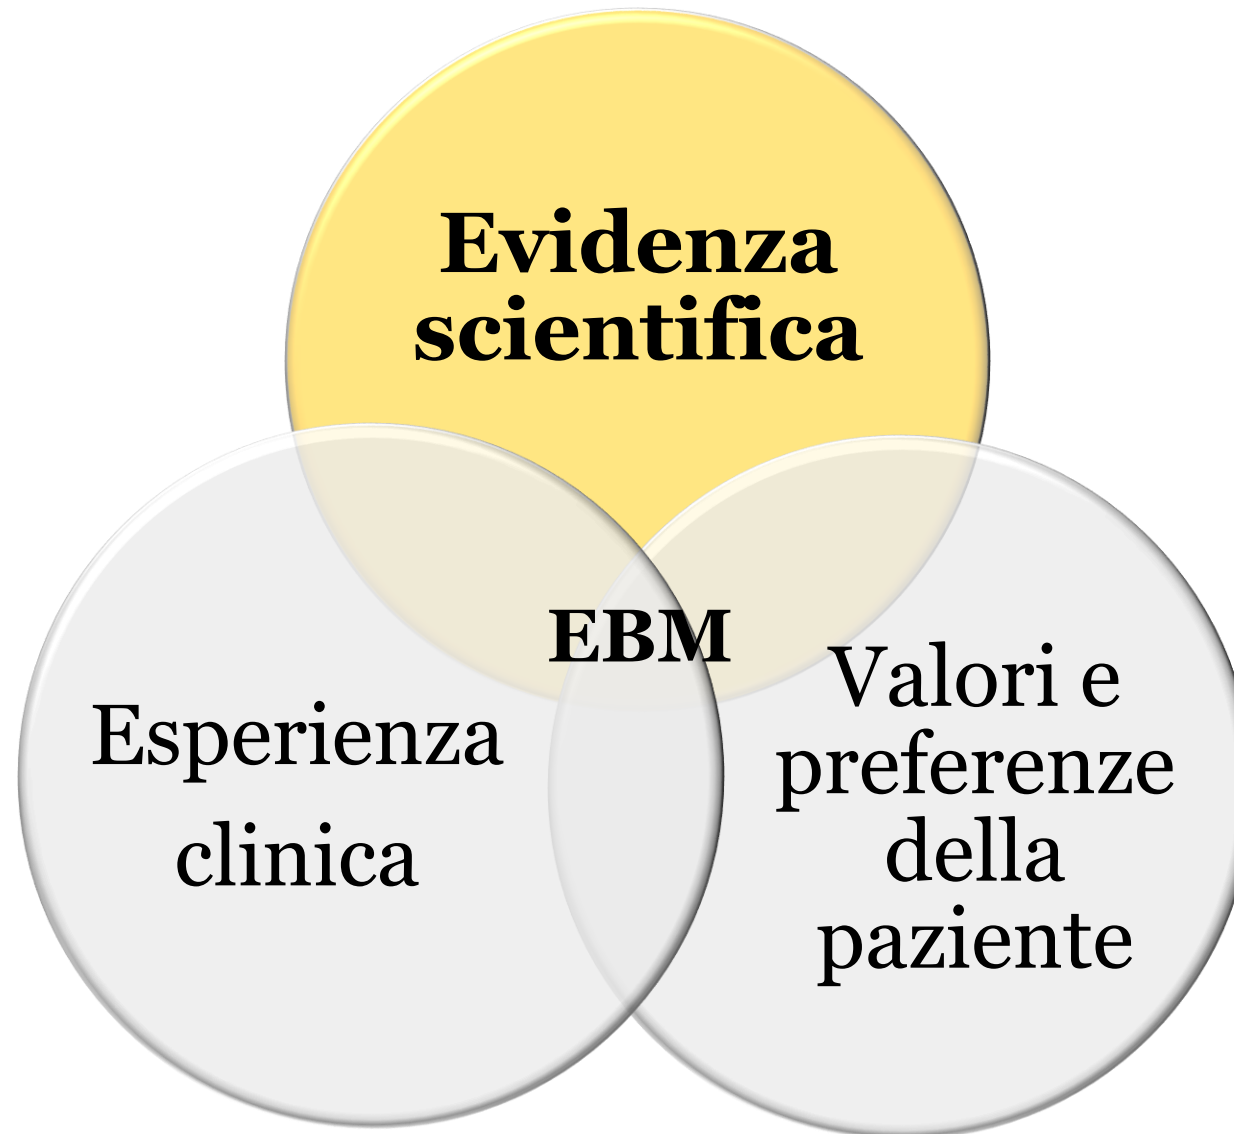 Evidenza
scientifica
EBM
Esperienza
clinica
Valori e
preferenze
della
paziente